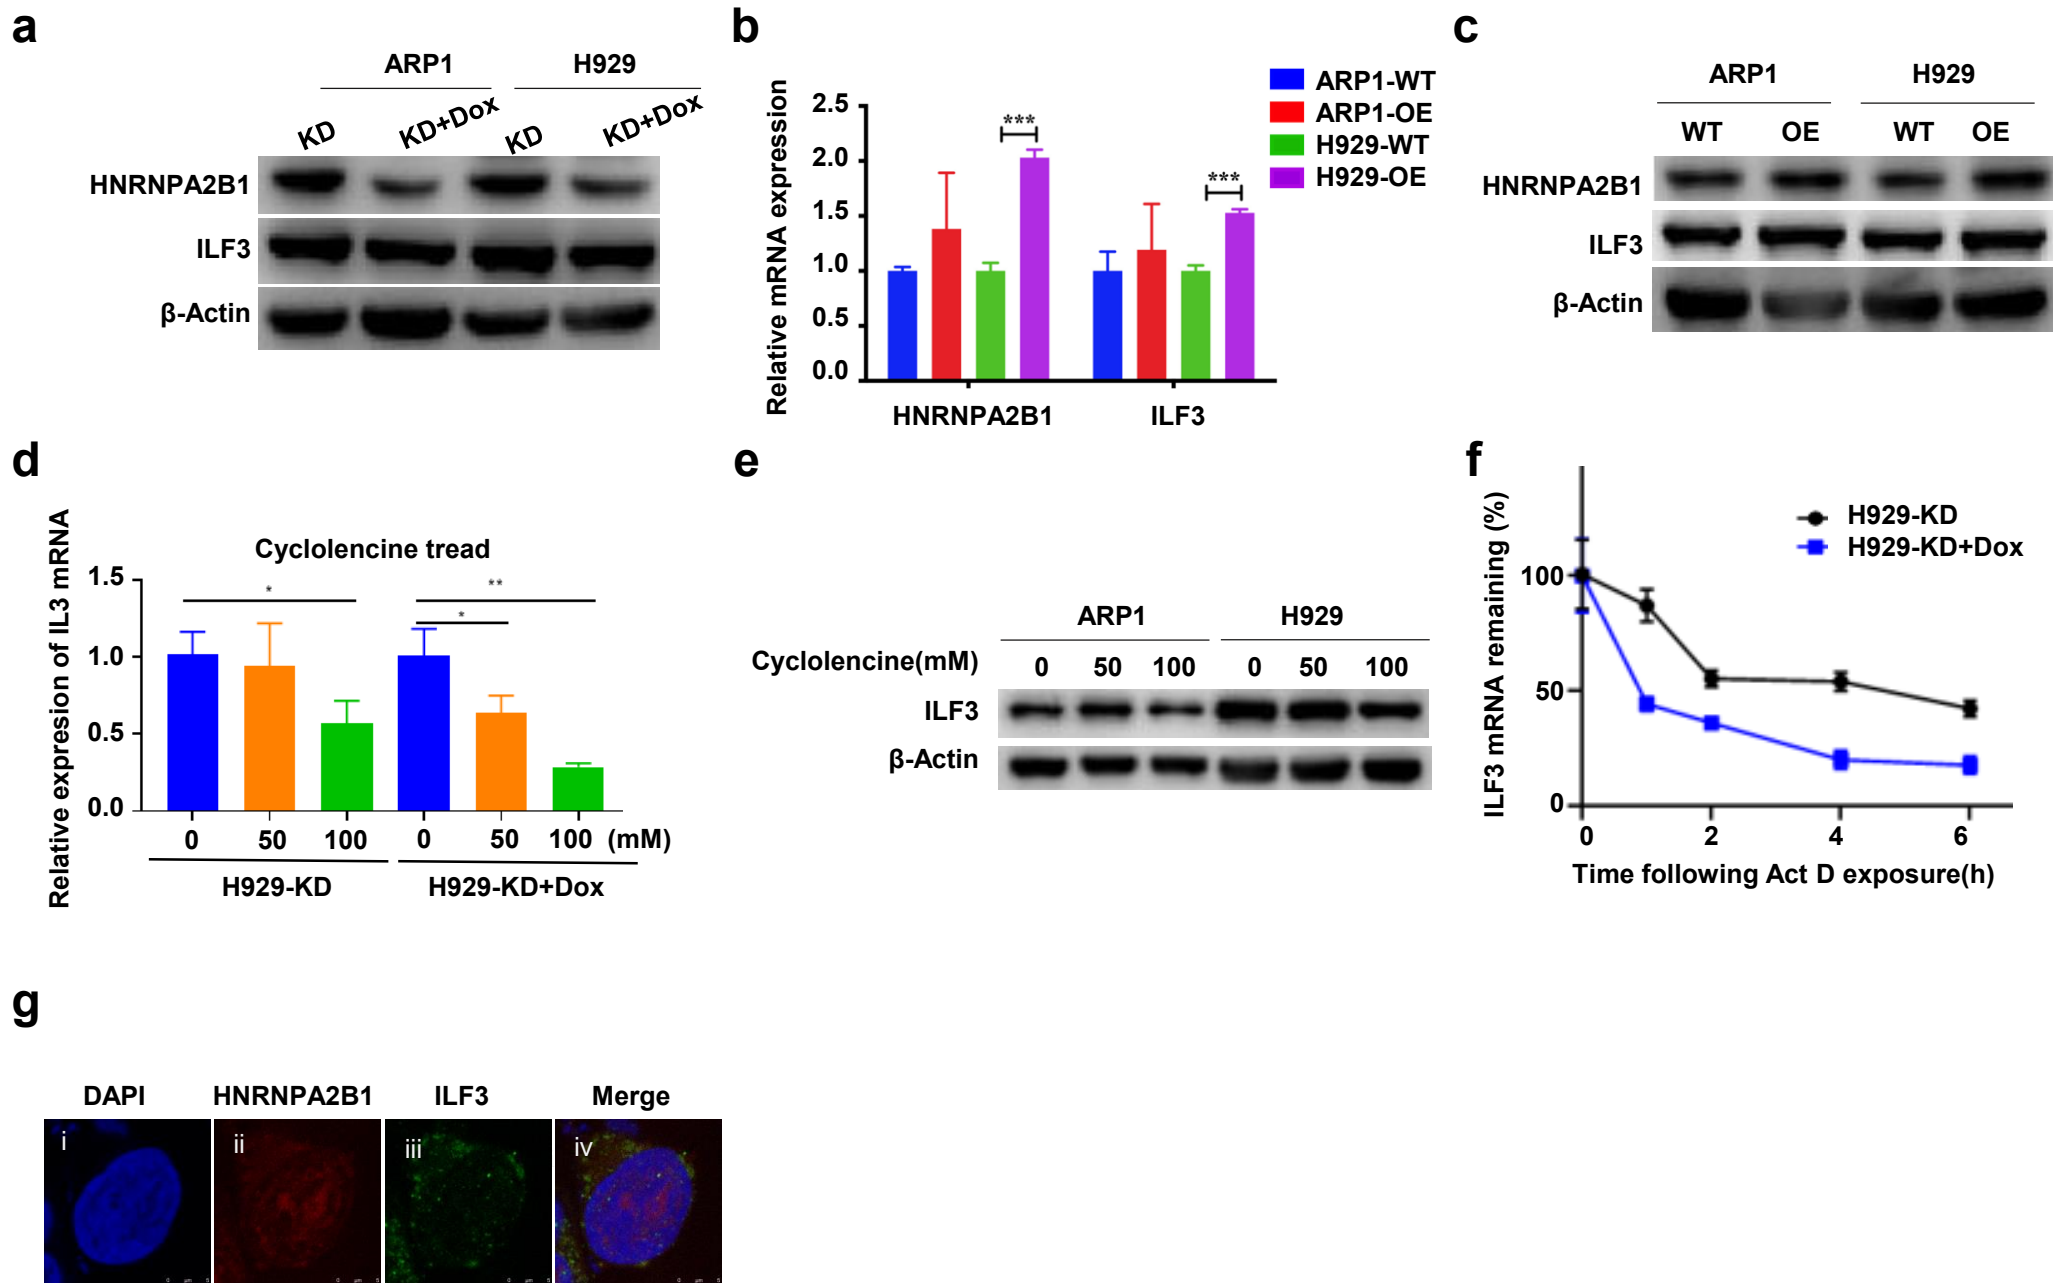 a
ARP1 H929
KD KD+Dox KD KD+Dox
HNRNPA2B1
ILF3
β-Actin
b
Relative mRNA expression
2.5
2.0
1.5
1.0
0.5
0.0
***
***
HNRNPA2B1 ILF3
ARP1-WT
ARP1-OE
H929-WT
H929-OE
c
ARP1 H929
WT OE WT OE
HNRNPA2B1
ILF3
β-Actin
d
Relative expression of IL3 mRNA
Cyclolencine tread
1.5
1.0
0.5
0.0
*
**
*
0 50 100 0 50 100 (mM)
H929-KD H929-KD+Dox
e
ARP1 H929
Cyclolencine(mM) 0 50 100 0 50 100
ILF3
β-Actin
f
ILF3 mRNA remaining (%)
H929-KD
H929-KD+Dox
100
50
0
0 2 4 6
Time following Act D exposure(h)
g
DAPI HNRNPA2B1 ILF3 Merge
i ii iii iv